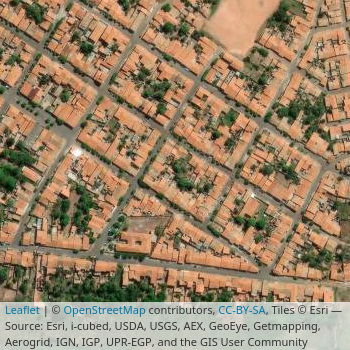 Leaflet | © OpenStreetMap contributors, CC-BY-SA, Tiles © Esri —
Source: Esri, i-cubed, USDA, USGS, AEX, GeoEye, Getmapping,
Aerogrid, IGN, IGP, UPR-EGP, and the GIS User Community